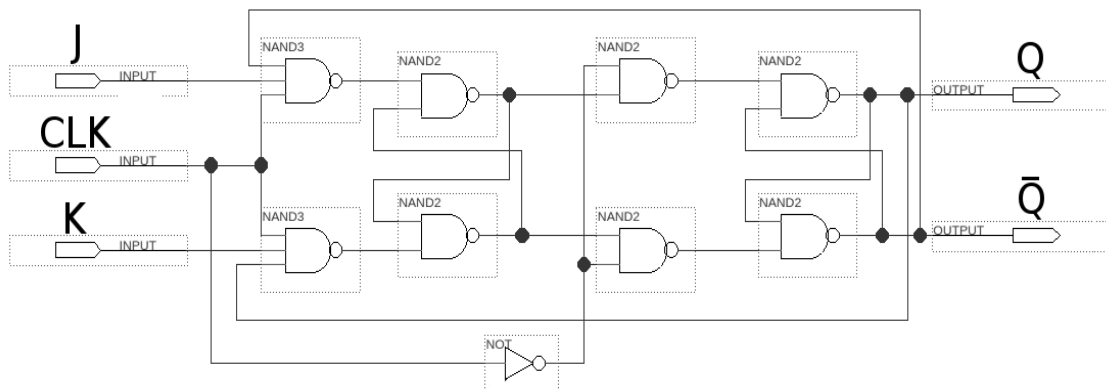 J
NAND3
NAND2
NAND2
NAND2
Q
INPUT
OUTPUT
CLK
INPUT
Q̅
K
NAND3
NAND2
NAND2
NAND2
INPUT
OUTPUT
NOT